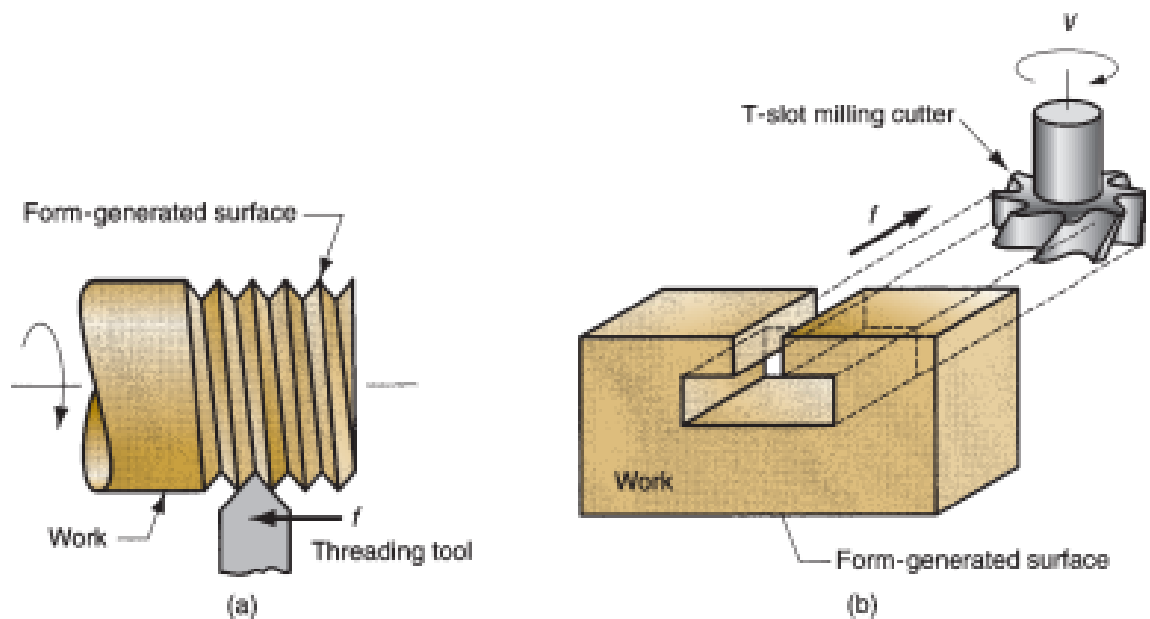 Form-generated surface
f
Threading tool
Work
(a)
v
T-slot milling cutter
f
Work
Form-generated surface
(b)